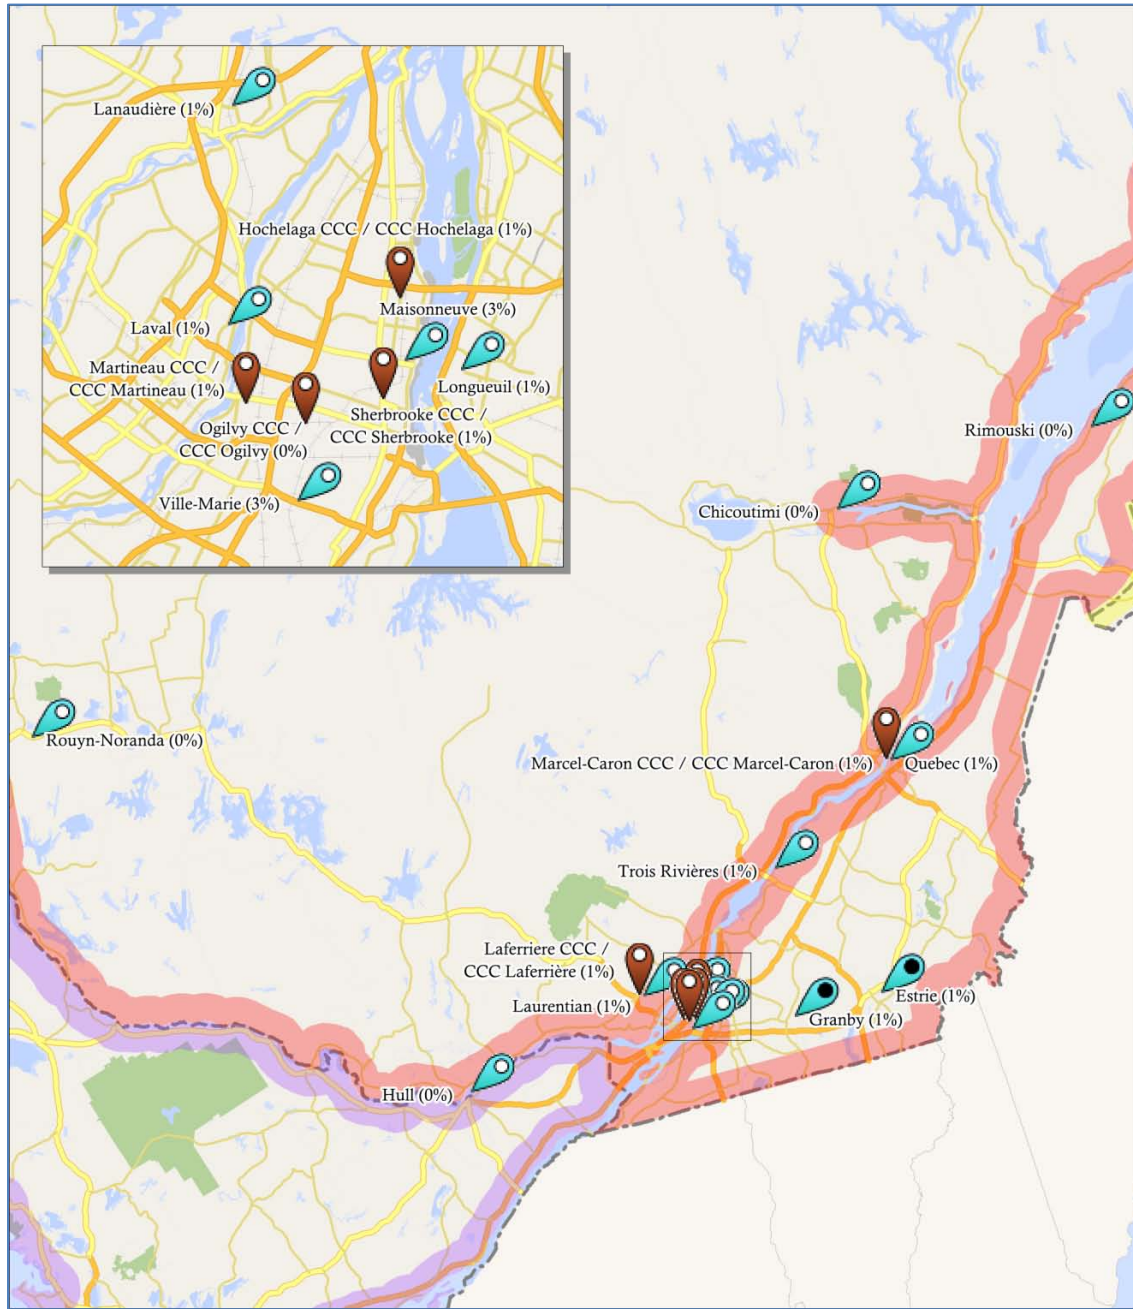 Lanaudière (1%)
Hochelaga CCC / CCC Hochelaga (1%)
Maisonneuve (3%)
Laval (1%)
Martineau CCC /
CCC Martineau (1%)
Longueuil (1%)
Sherbrooke CCC /
CCC Sherbrooke (1%)
Ogilvy CCC /
CCC Ogilvy (0%)
Ville-Marie (3%)
Rimouski (0%)
Chicoutimi (0%)
Rouyn-Noranda (0%)
Marcel-Caron CCC / CCC Marcel-Caron (1%)
Quebec (1%)
Trois Rivières (1%)
Laferriere CCC /
CCC Laferrière (1%)
Laurentian (1%)
Estrie (1%)
Granby (1%)
Hull (0%)